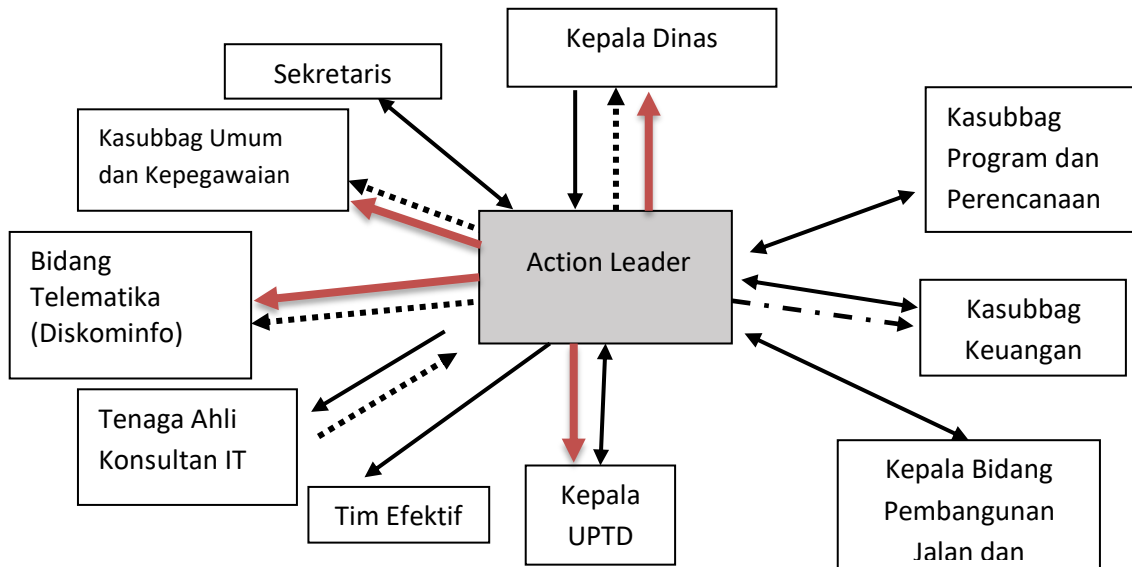 Kepala Dinas
Sekretaris
Kasubbag Umum
dan Kepegawaian
Kasubbag
Program dan
Perencanaan
Bidang
Telematika
(Diskominfo)
Action Leader
Kasubbag
Keuangan
Tenaga Ahli
Konsultan IT
Tim Efektif
Kepala
UPTD
Kepala Bidang
Pembangunan
Jalan dan